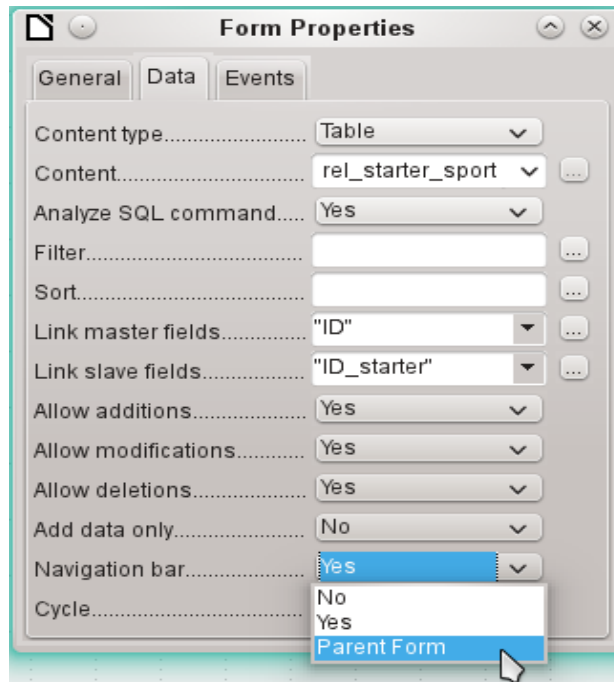 Form Properties
General Data Events
Content type........................ Table
Content................................. rel_starter_sport ...
Analyze SQL command..... Yes
Filter...................................... ...
Sort....................................... ...
Link master fields............... "ID" ...
Link slave fields.................. "ID_starter" ...
Allow additions................... Yes
Allow modifications............ Yes
Allow deletions................... Yes
Add data only...................... No
Navigation bar.................... Yes
No
Yes
Cycle....................................
Parent Form